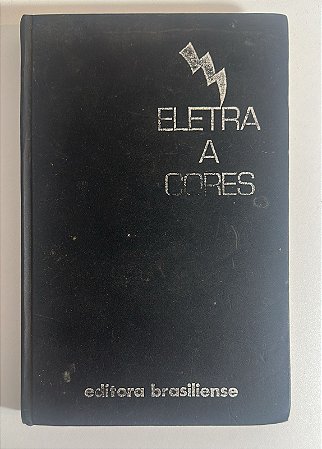 ELETRA
A
CORES
editora brasiliense